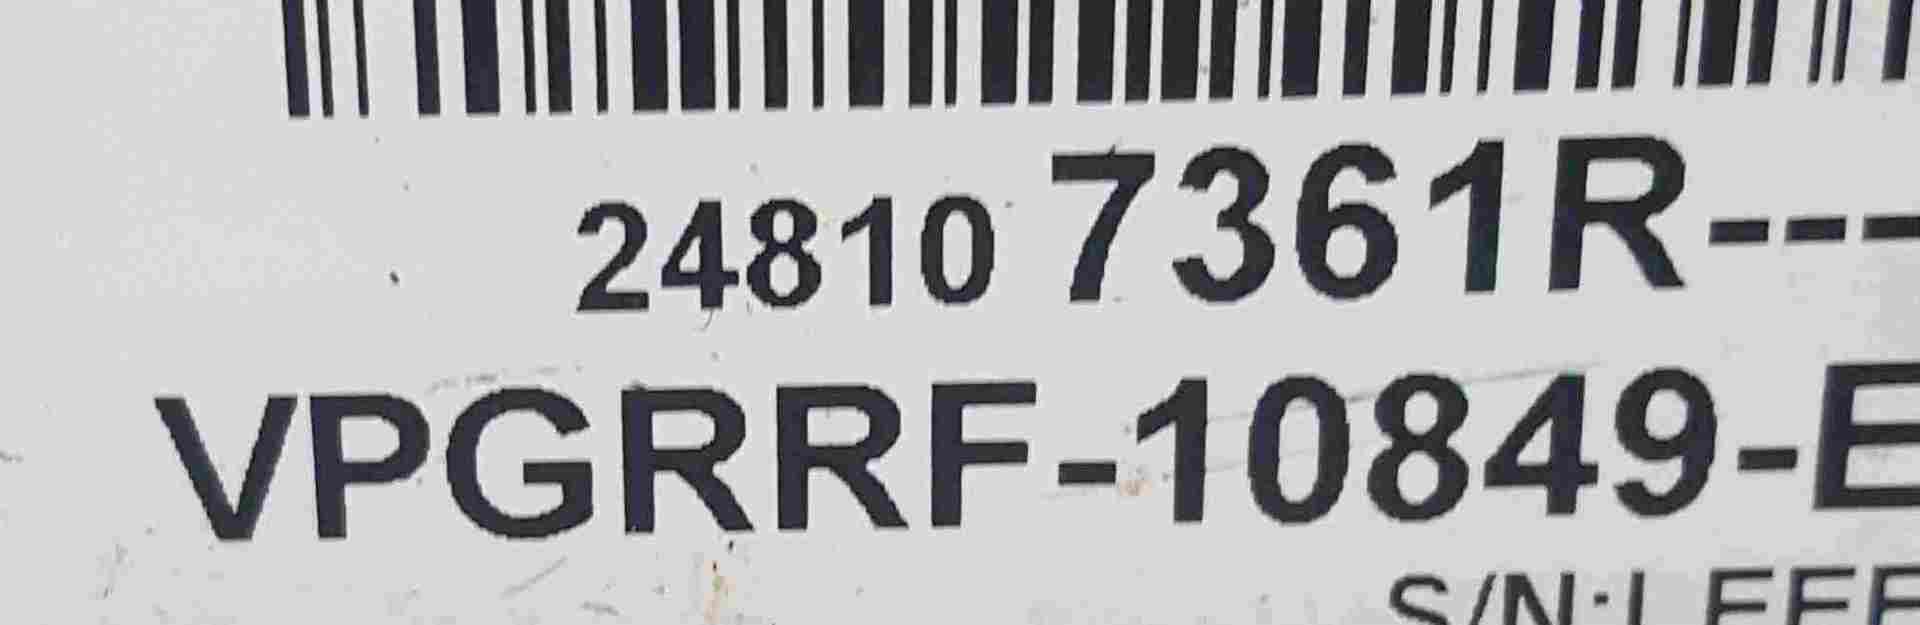 24810 7361R---
VPGRRF-10849-E
S/N: